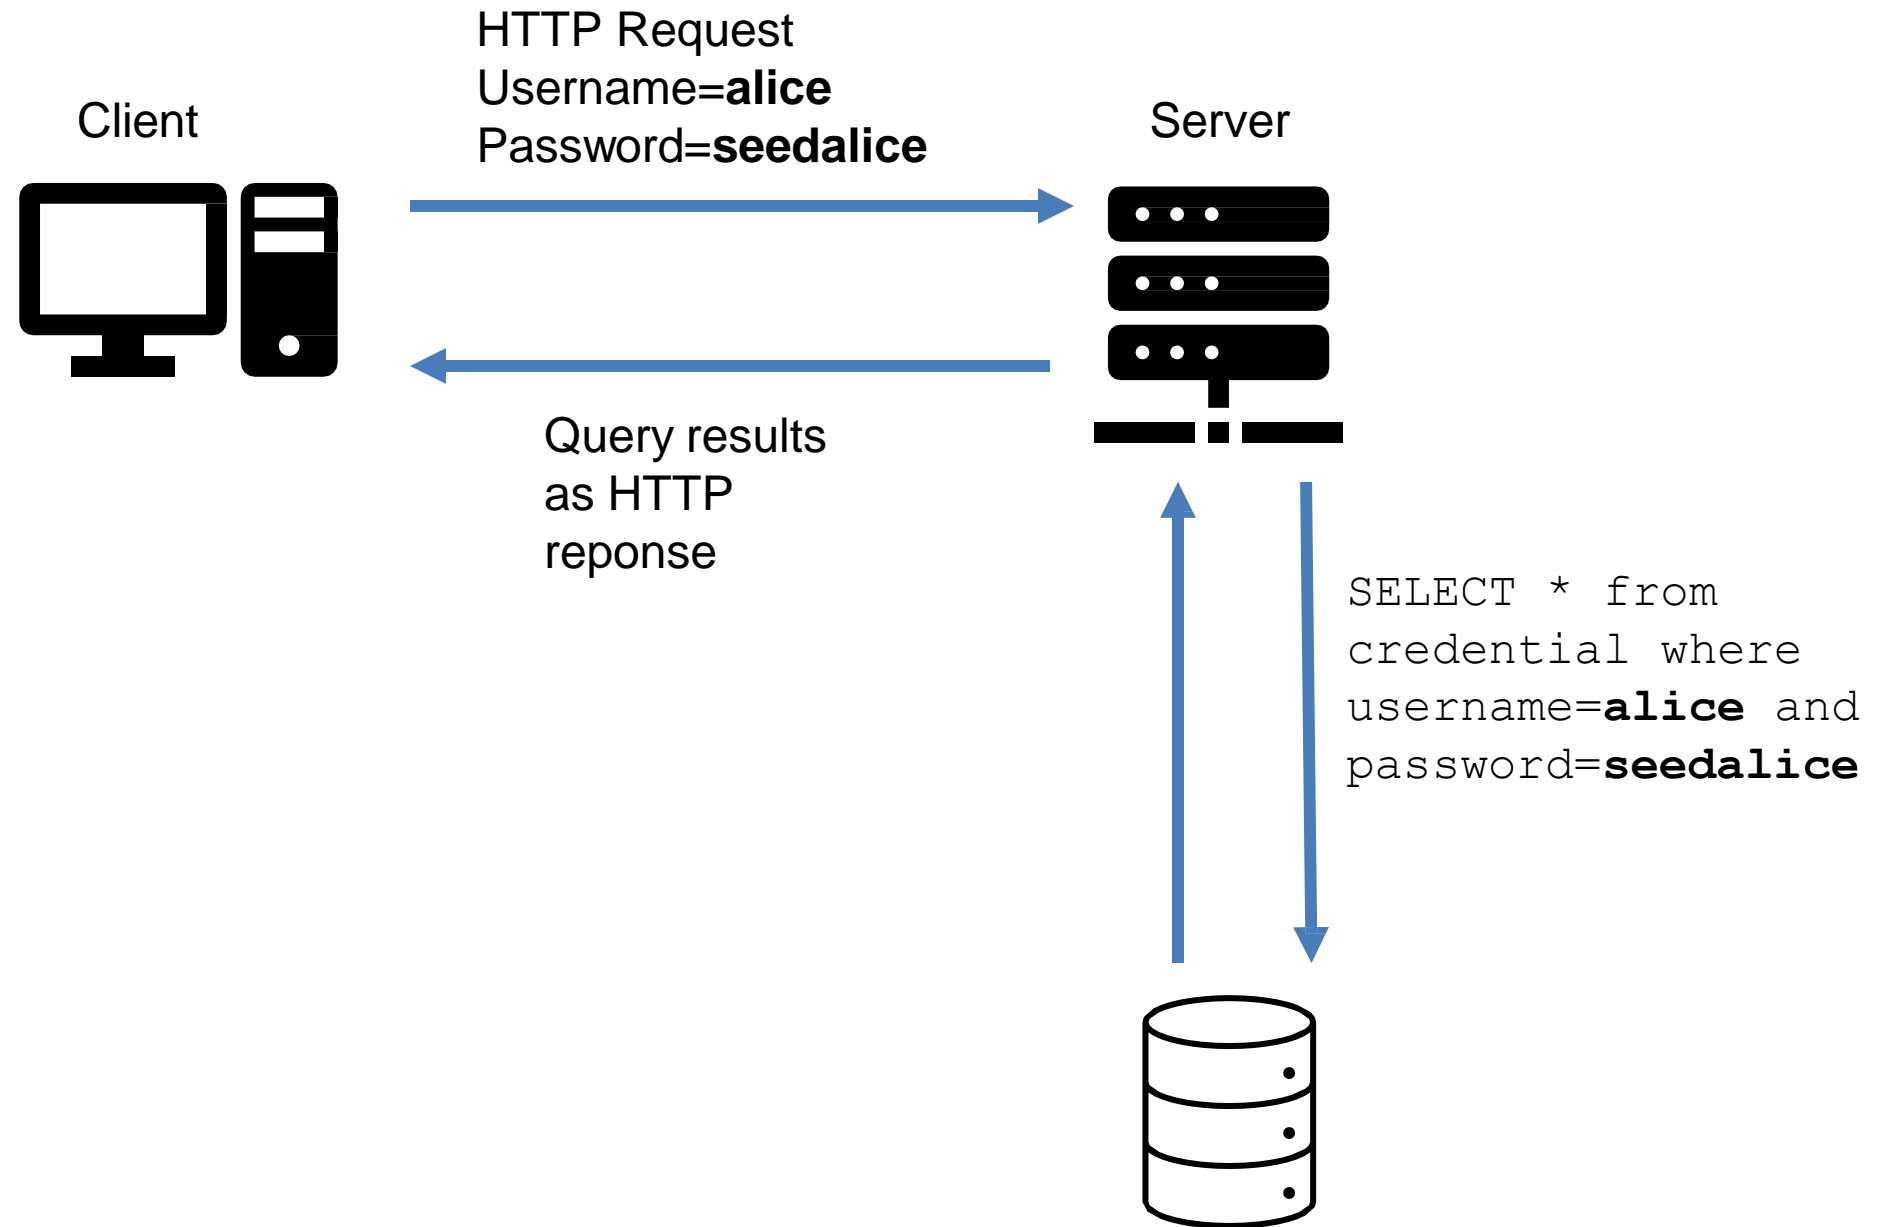 Client
HTTP Request
Username=alice
Password=seedalice
Server
Query results
as HTTP
reponse
SELECT * from
credential where
username=alice and
password=seedalice